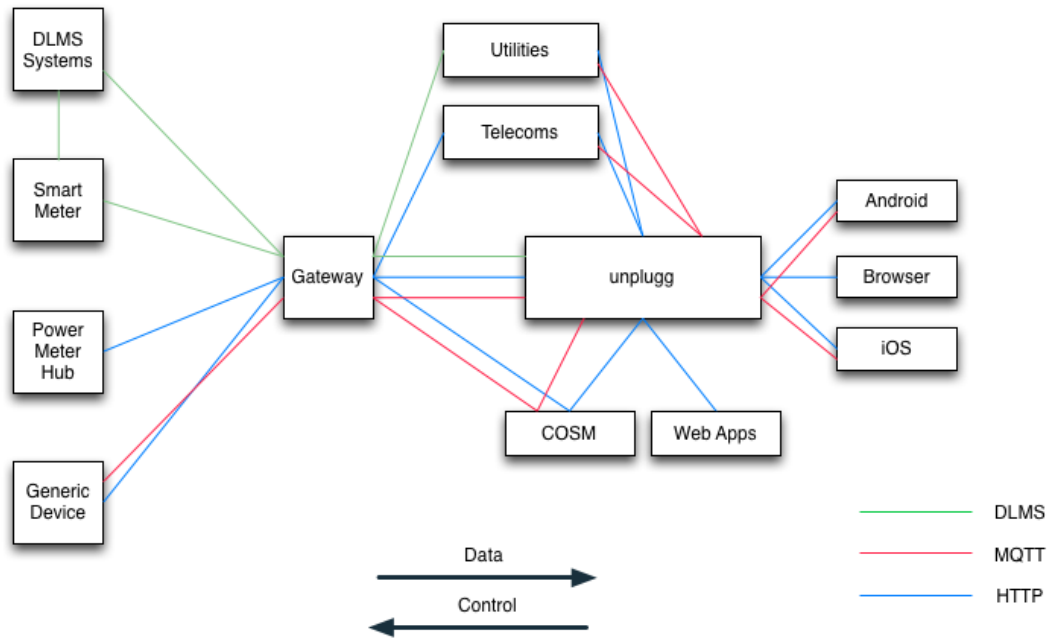 DLMS
Systems
Utilities
Telecoms
Smart
Meter
Android
Gateway
unplugg
Browser
Power
Meter
Hub
iOS
COSM
Web Apps
Generic
Device
DLMS
Data
MQTT
HTTP
Control